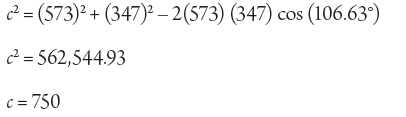 c² = (573)² + (347)² – 2(573) (347) cos (106.63°)
c² = 562,544.93
c = 750